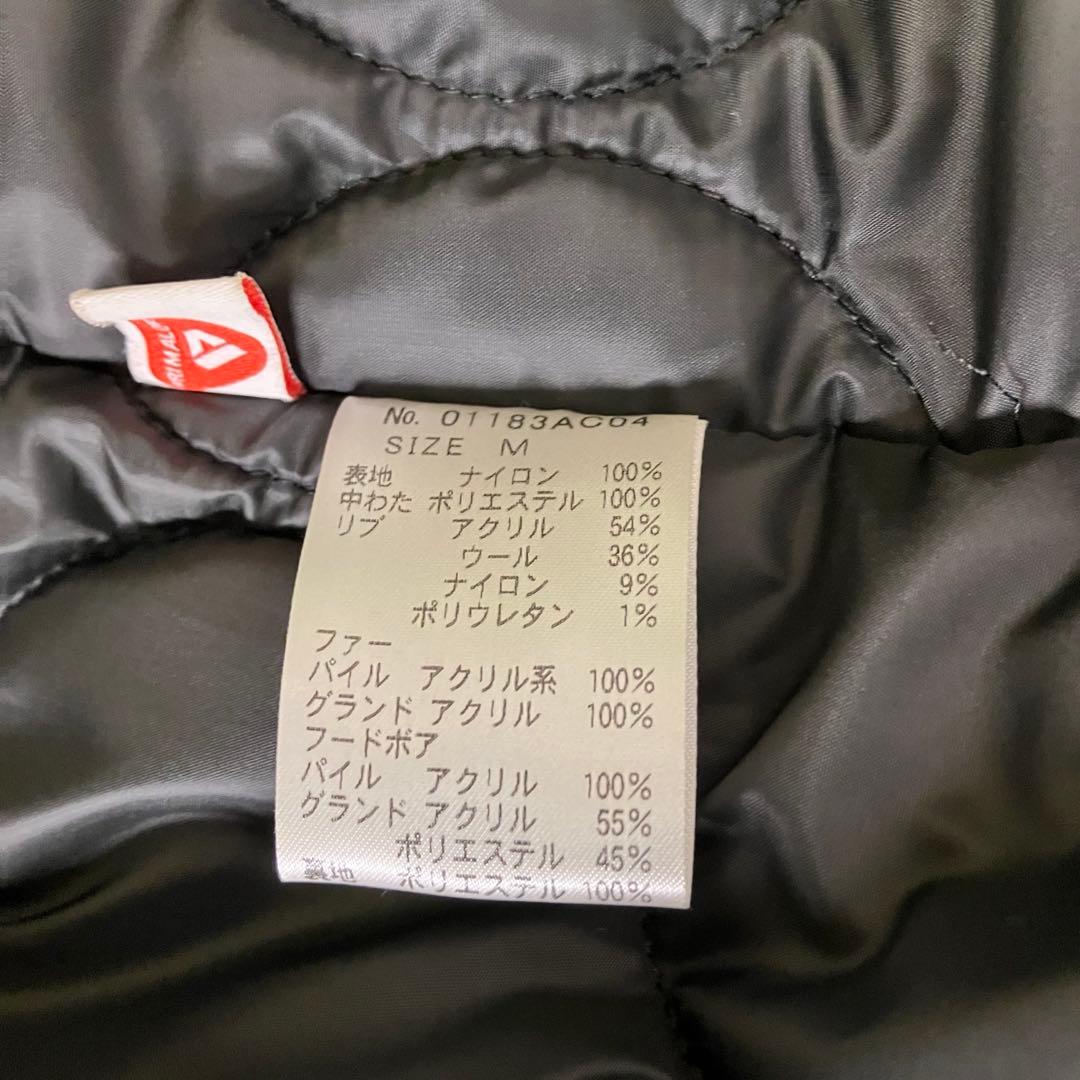 No. 01183AC04
SIZE M
表地 ナイロン 100%
中わた ポリエステル 100%
リブ アクリル 54%
ウール 36%
ナイロン 9%
ポリウレタン 1%
ファー
パイル アクリル系 100%
グランド アクリル 100%
フードボア
パイル アクリル 100%
グランド アクリル 55%
ポリエステル 45%
ポリエステル 100%